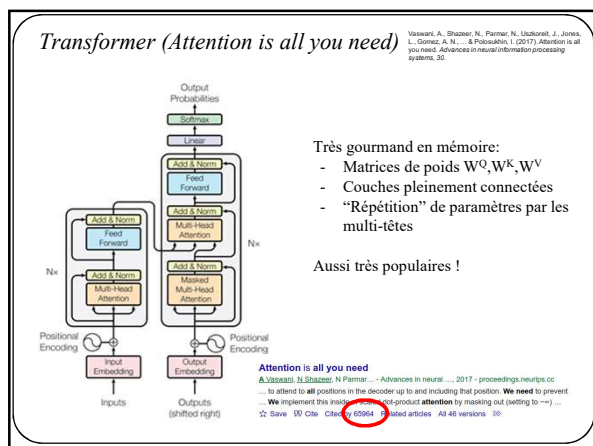 Transformer (Attention is all you need)
Vaswani, A., Shazeer, N., Parmar, N., Uszkoreit, J., Jones,
L., Gomez, A. N., ... & Polosukhin, I. (2017). Attention is all
you need. Advances in neural information processing
systems, 30.
Output
Probabilities
Softmax
Linear
Add & Norm
Feed
Forward
Add & Norm
Multi-Head
Attention
Add & Norm
Masked
Multi-Head
Attention
Nx
Add & Norm
Feed
Forward
Add & Norm
Multi-Head
Attention
Nx
Positional
Encoding
Positional
Encoding
Input
Embedding
Output
Embedding
Inputs
Outputs
(shifted right)
Très gourmand en mémoire:
- Matrices de poids W^Q,W^K,W^V
- Couches pleinement connectées
- “Répétition” de paramètres par les
multi-têtes
Aussi très populaires !
Attention is all you need
A Vaswani, N Shazeer, N Parmar... - Advances in neural ..., 2017 - proceedings.neurips.cc
... to attend to all positions in the decoder up to and including that position. We need to prevent
... We implement this inside of scaled dot-product attention by masking out (setting to −∞) ...
Save Cite Cited by 65964 Related articles All 46 versions